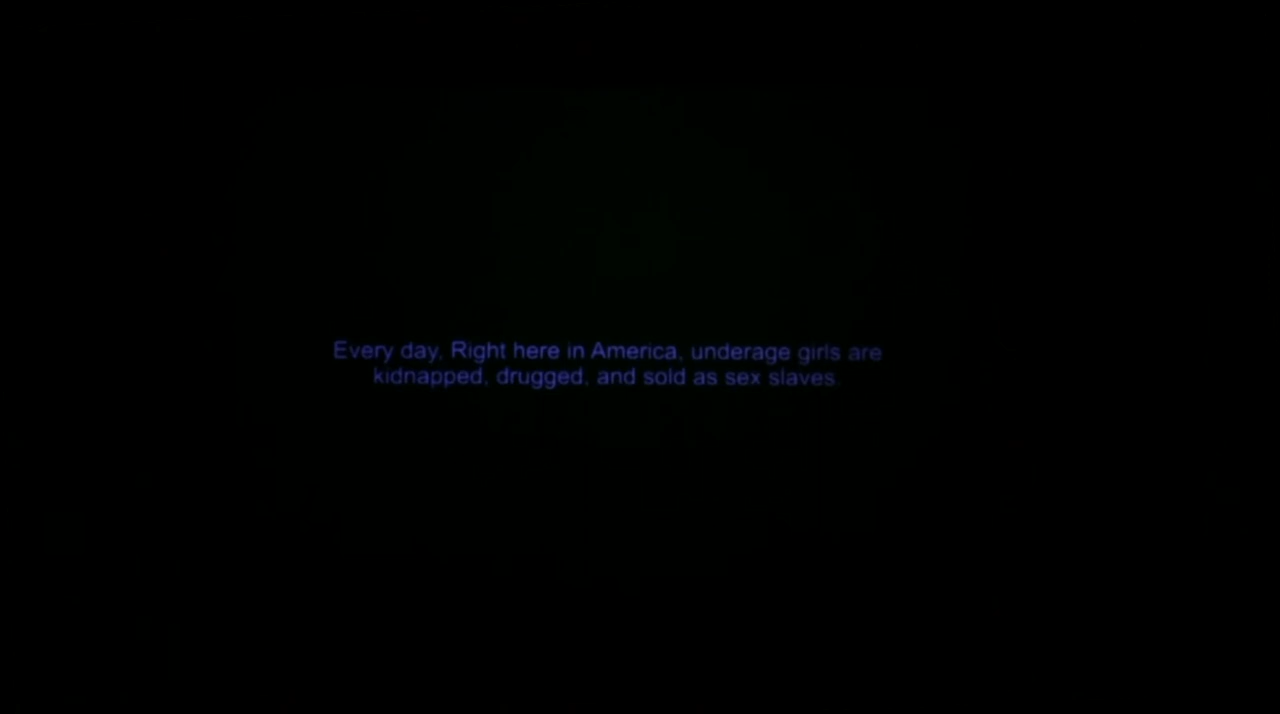 Every day, Right here in America, underage girls are
kidnapped, drugged, and sold as sex slaves.